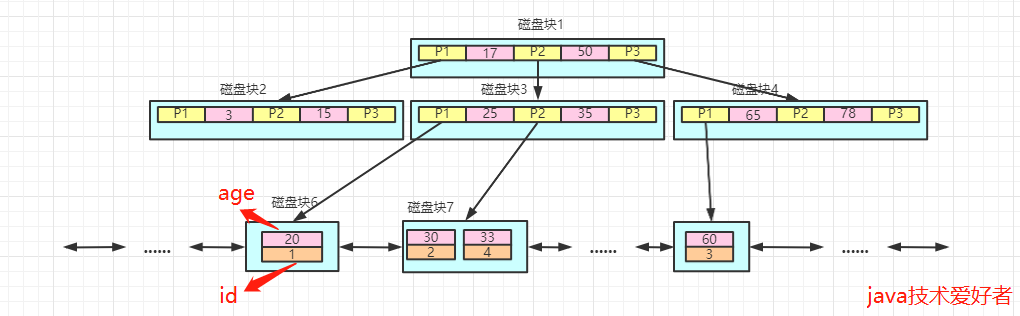 磁盘块1
P1 17 P2 50 P3
磁盘块2 磁盘块3 磁盘块4
P1 3 P2 15 P3 P1 25 P2 35 P3 P1 65 P2 78 P3
age 磁盘块6 磁盘块7
...... 20 30 33 ...... 60 ......
1 2 4 3
id
java技术爱好者